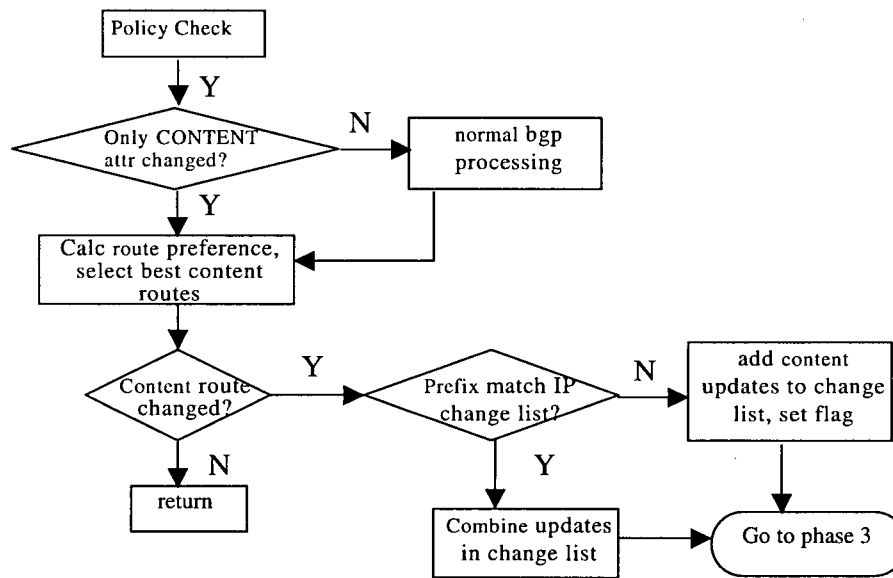 Policy Check
Y
Only CONTENT
attr changed?
N
normal bgp
processing
Y
Calc route preference,
select best content
routes
Content route
changed?
Y
Prefix match IP
change list?
N
add content
updates to change
list, set flag
N
return
Y
Combine updates
in change list
Go to phase 3